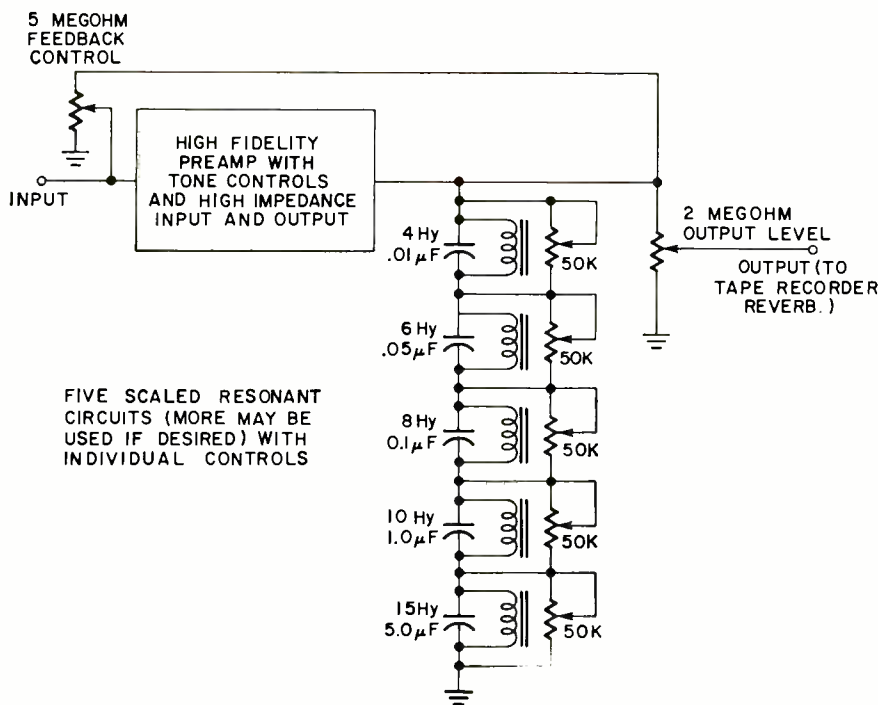 5 MEGOHM
FEEDBACK
CONTROL
INPUT
HIGH FIDELITY
PREAMP WITH
TONE CONTROLS
AND HIGH IMPEDANCE
INPUT AND OUTPUT
2 MEGOHM
OUTPUT LEVEL
OUTPUT (TO
TAPE RECORDER
REVERB.)
4 Hy
.01μF
50K
6 Hy
.05μF
50K
8 Hy
0.1μF
50K
10 Hy
1.0μF
50K
15Hy
5.0μF
50K
FIVE SCALED RESONANT
CIRCUITS (MORE MAY BE
USED IF DESIRED) WITH
INDIVIDUAL CONTROLS